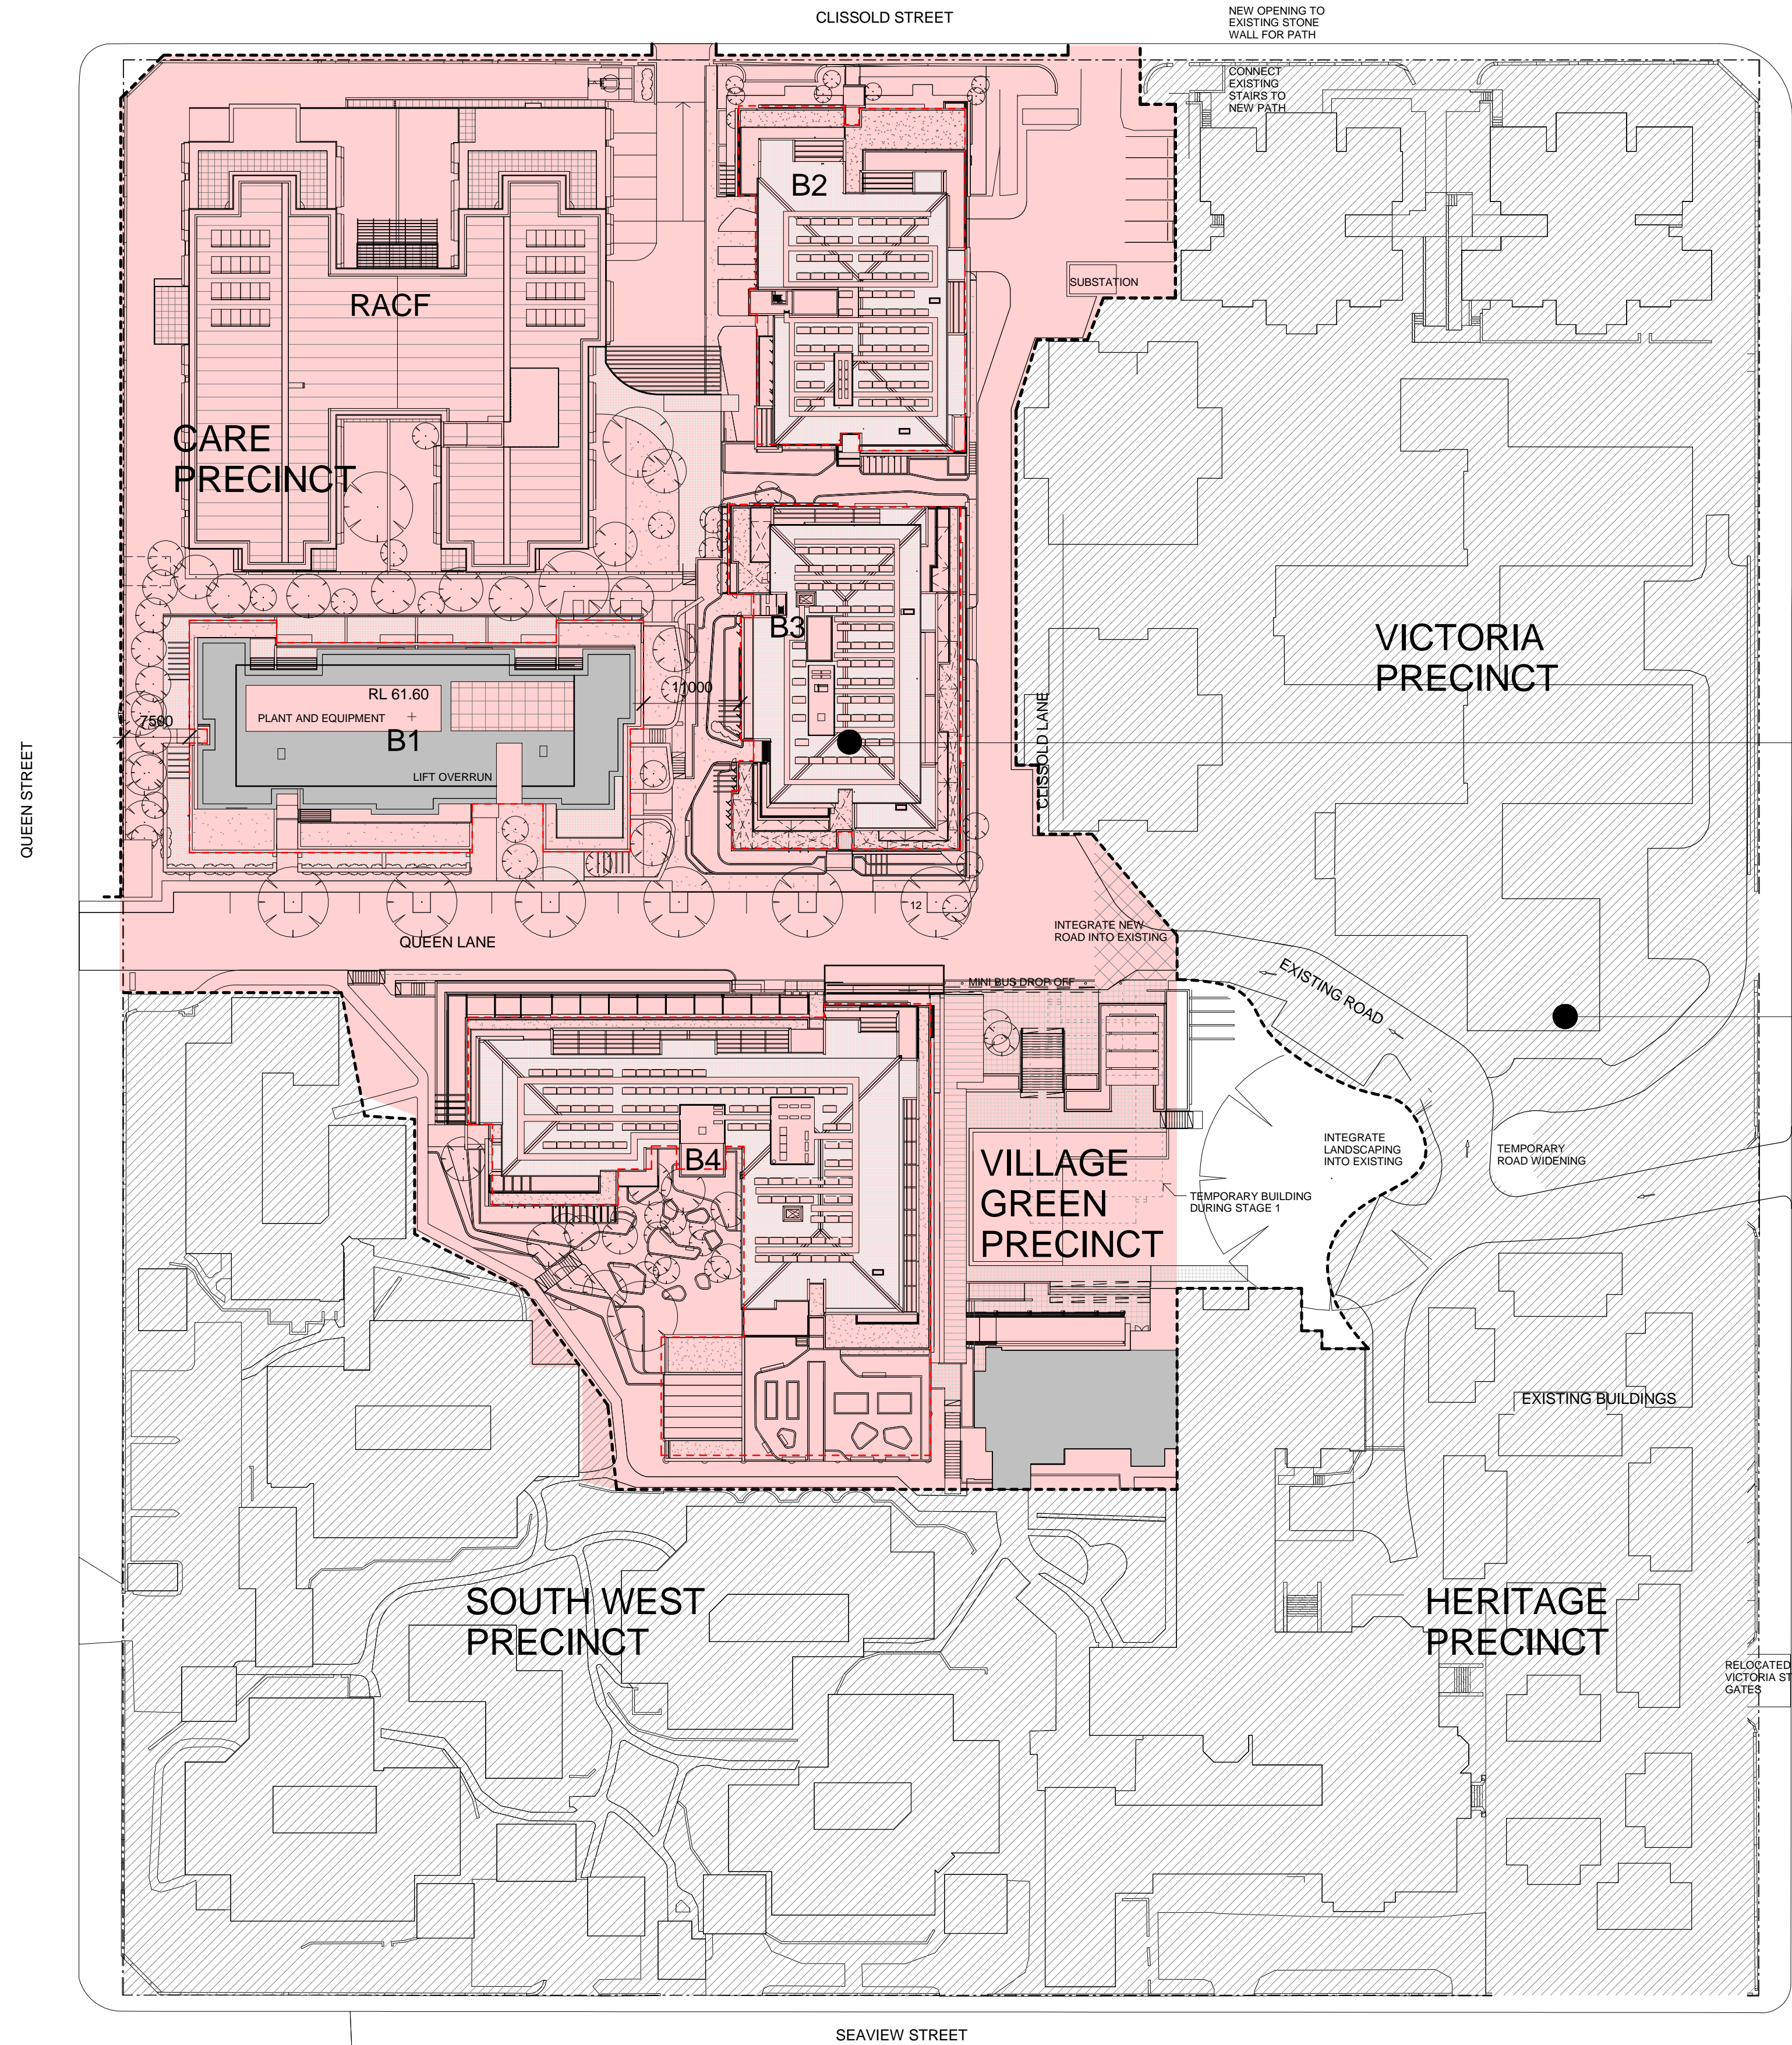 CLISSOLD STREET
NEW OPENING TO
EXISTING STONE
WALL FOR PATH
CONNECT
EXISTING
STAIRS TO
NEW PATH
B2
SUBSTATION
RACF
CARE
PRECINCT
B3
VICTORIA
PRECINCT
RL 61.60
11000
PLANT AND EQUIPMENT
7500
B1
LIFT OVERRUN
CLISSOLD LANE
QUEEN STREET
12
QUEEN LANE
INTEGRATE NEW
ROAD INTO EXISTING
EXISTING ROAD
MINI BUS DROP OFF
INTEGRATE
LANDSCAPING
INTO EXISTING
TEMPORARY
ROAD WIDENING
B4
VILLAGE
GREEN
PRECINCT
TEMPORARY BUILDING
DURING STAGE 1
EXISTING BUILDINGS
SOUTH WEST
PRECINCT
HERITAGE
PRECINCT
RELOCATED
VICTORIA ST
GATES
SEAVIEW STREET